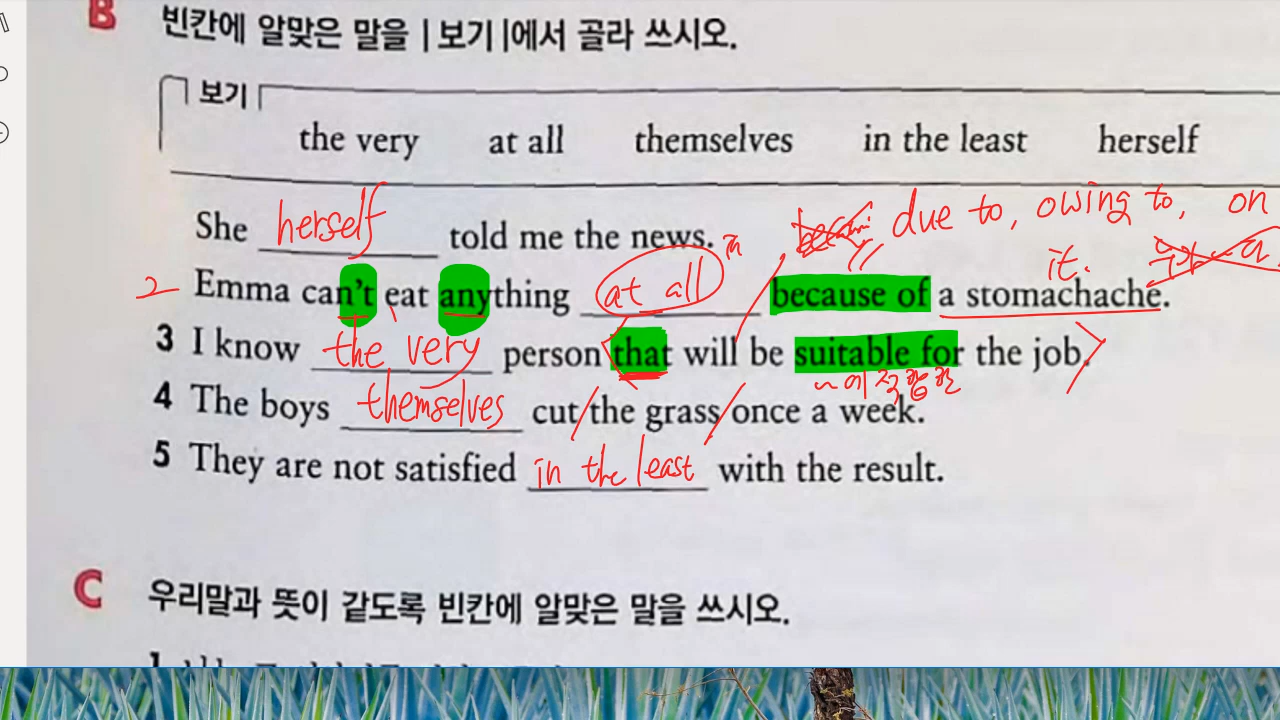 B 빈칸에 알맞은 말을 |보기|에서 골라 쓰시오.
보기
the very at all themselves in the least herself
due to, owing to, on
She herself told me the news.
it.
2 Emma can't eat anything at all because of a stomachache.
3 I know the very person that will be suitable for the job.
~에 적합한
4 The boys themselves cut the grass once a week.
5 They are not satisfied in the least with the result.
C 우리말과 뜻이 같도록 빈칸에 알맞은 말을 쓰시오.